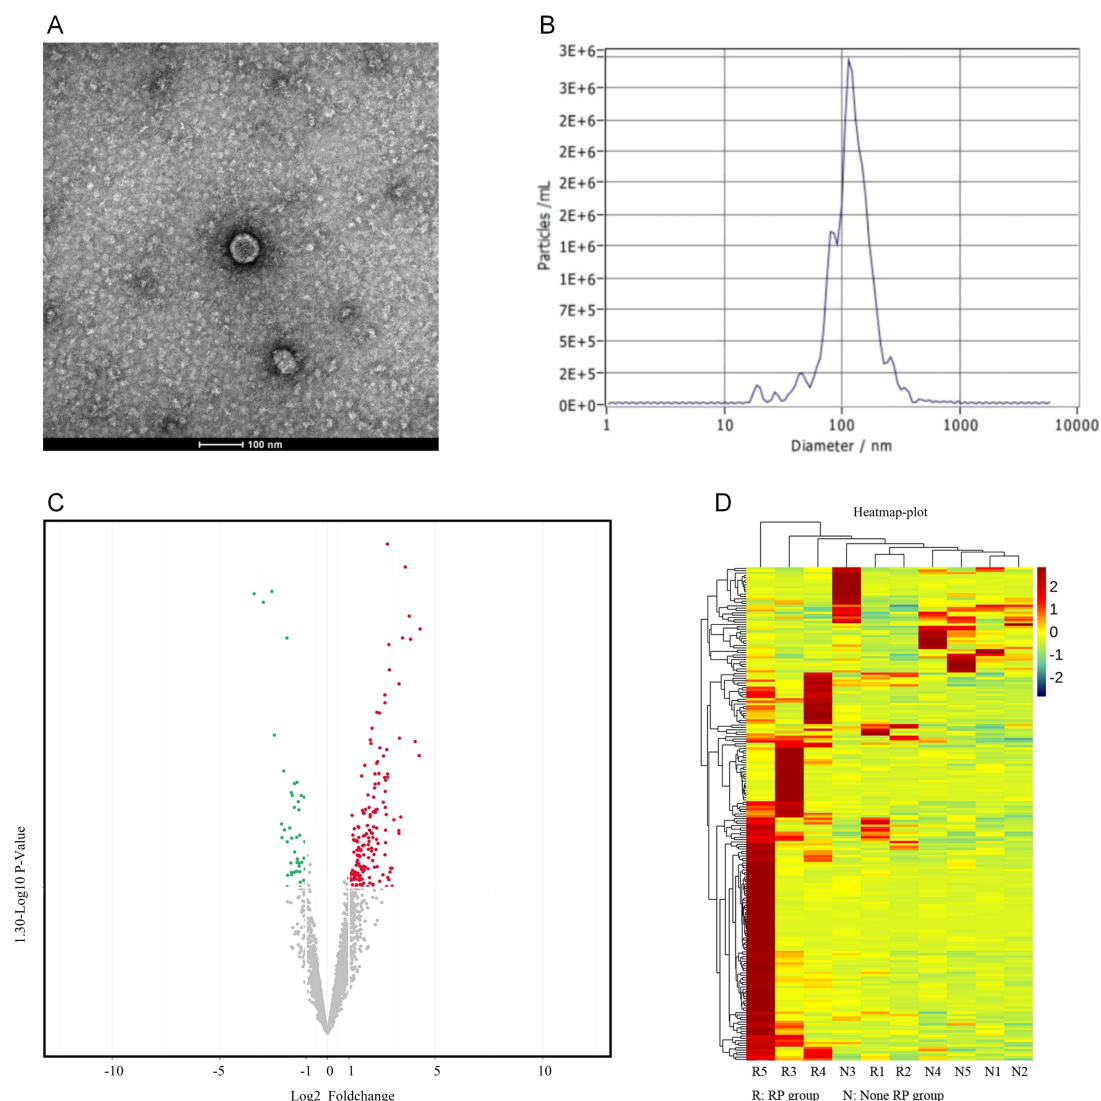 A
100 nm
B
3E+6
3E+6
2E+6
2E+6
2E+6
2E+6
1E+6
1E+6
7E+5
5E+5
2E+5
0E+0
Particles /mL
1 10 100 1000 10000
Diameter / nm
C
1.30-Log10 P-Value
-10 -5 -1 0 1 5 10
Log2 Foldchange
D
Heatmap-plot
2
1
0
-1
-2
R5 R3 R4 N3 R1 R2 N4 N5 N1 N2
R: RP group N: None RP group